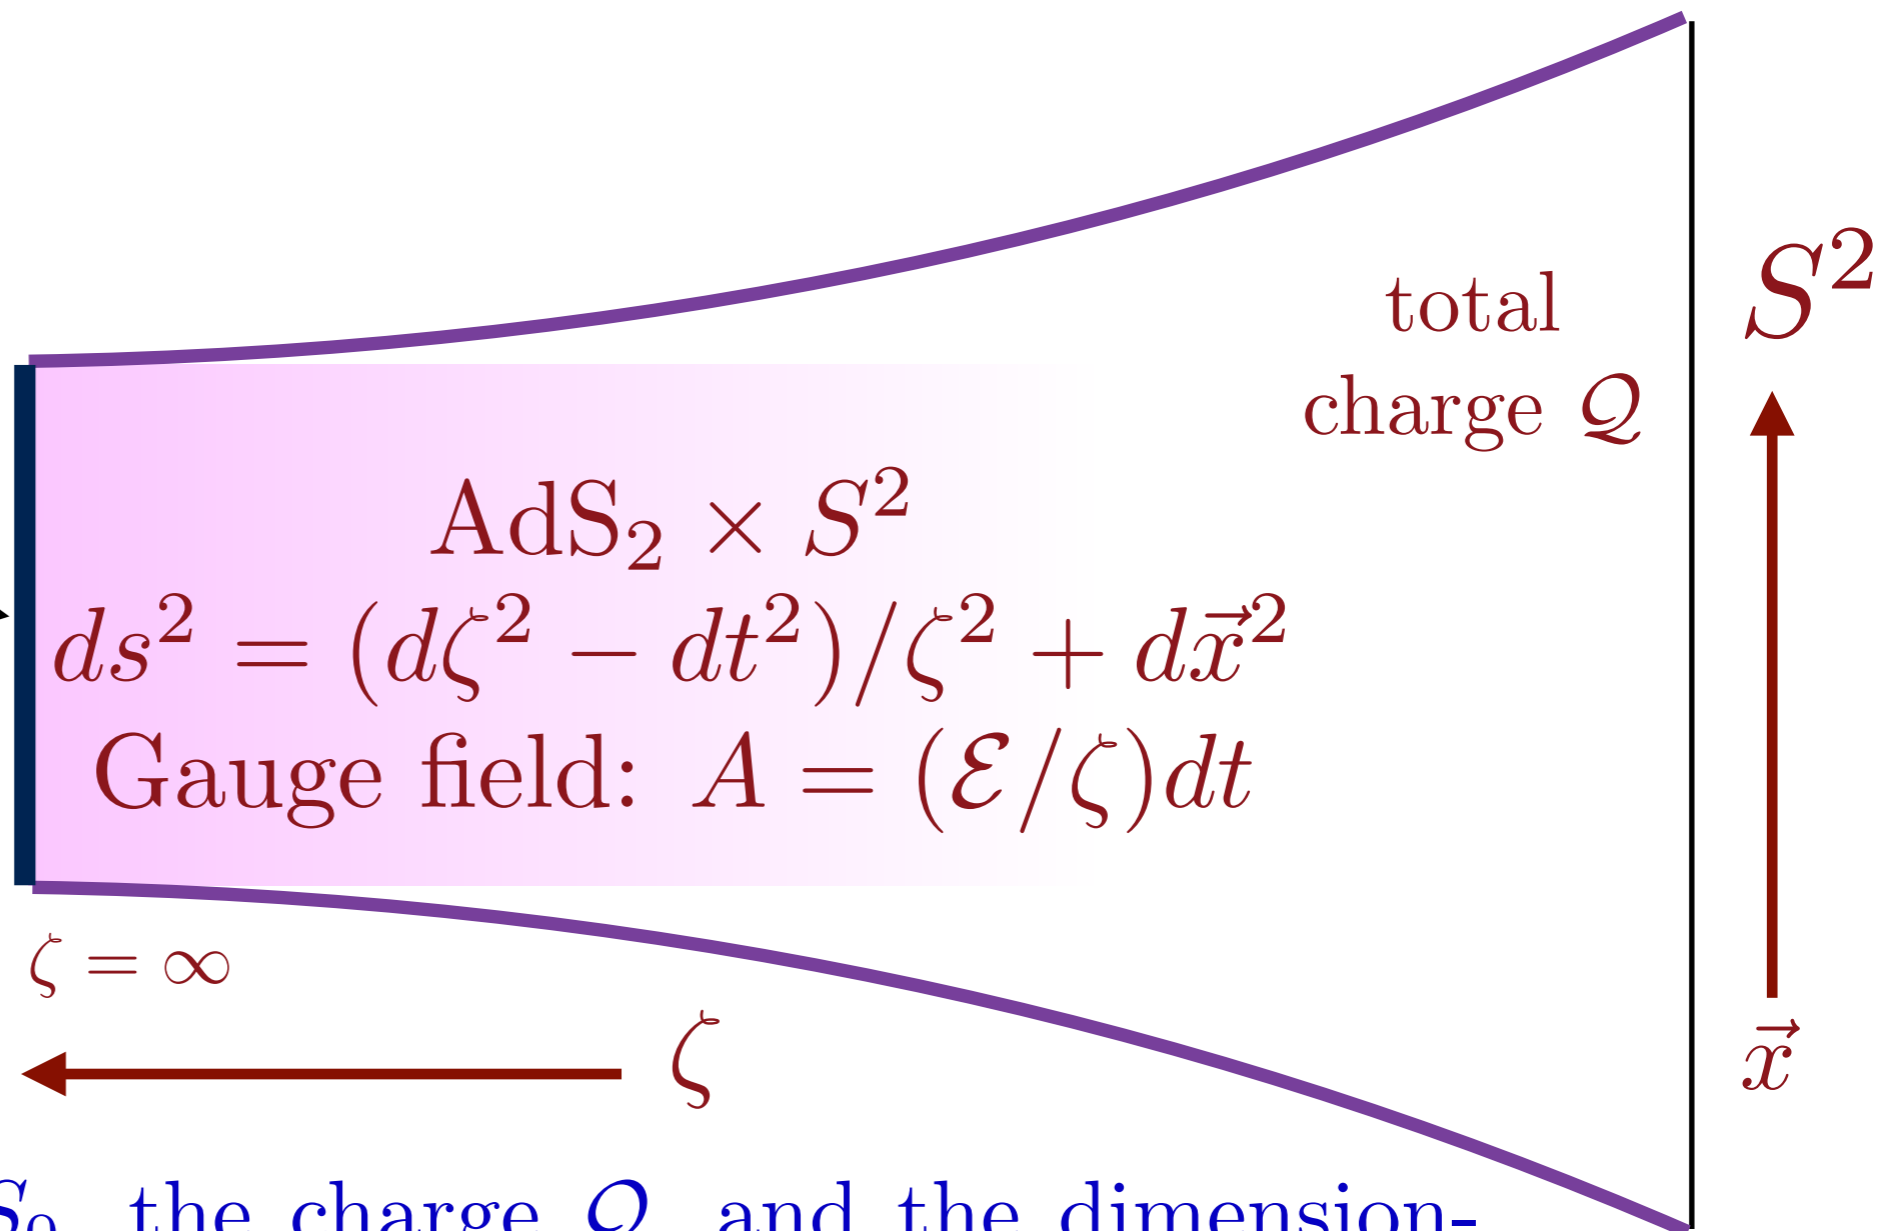 S²
total
charge 𝒬
AdS₂ × S²
ds² = (dζ² − dt²)/ζ² + dx⃗²
Gauge field: A = (ℰ/ζ)dt
ζ = ∞
ζ
x⃗
S₀, the charge 𝒬, and the dimension-